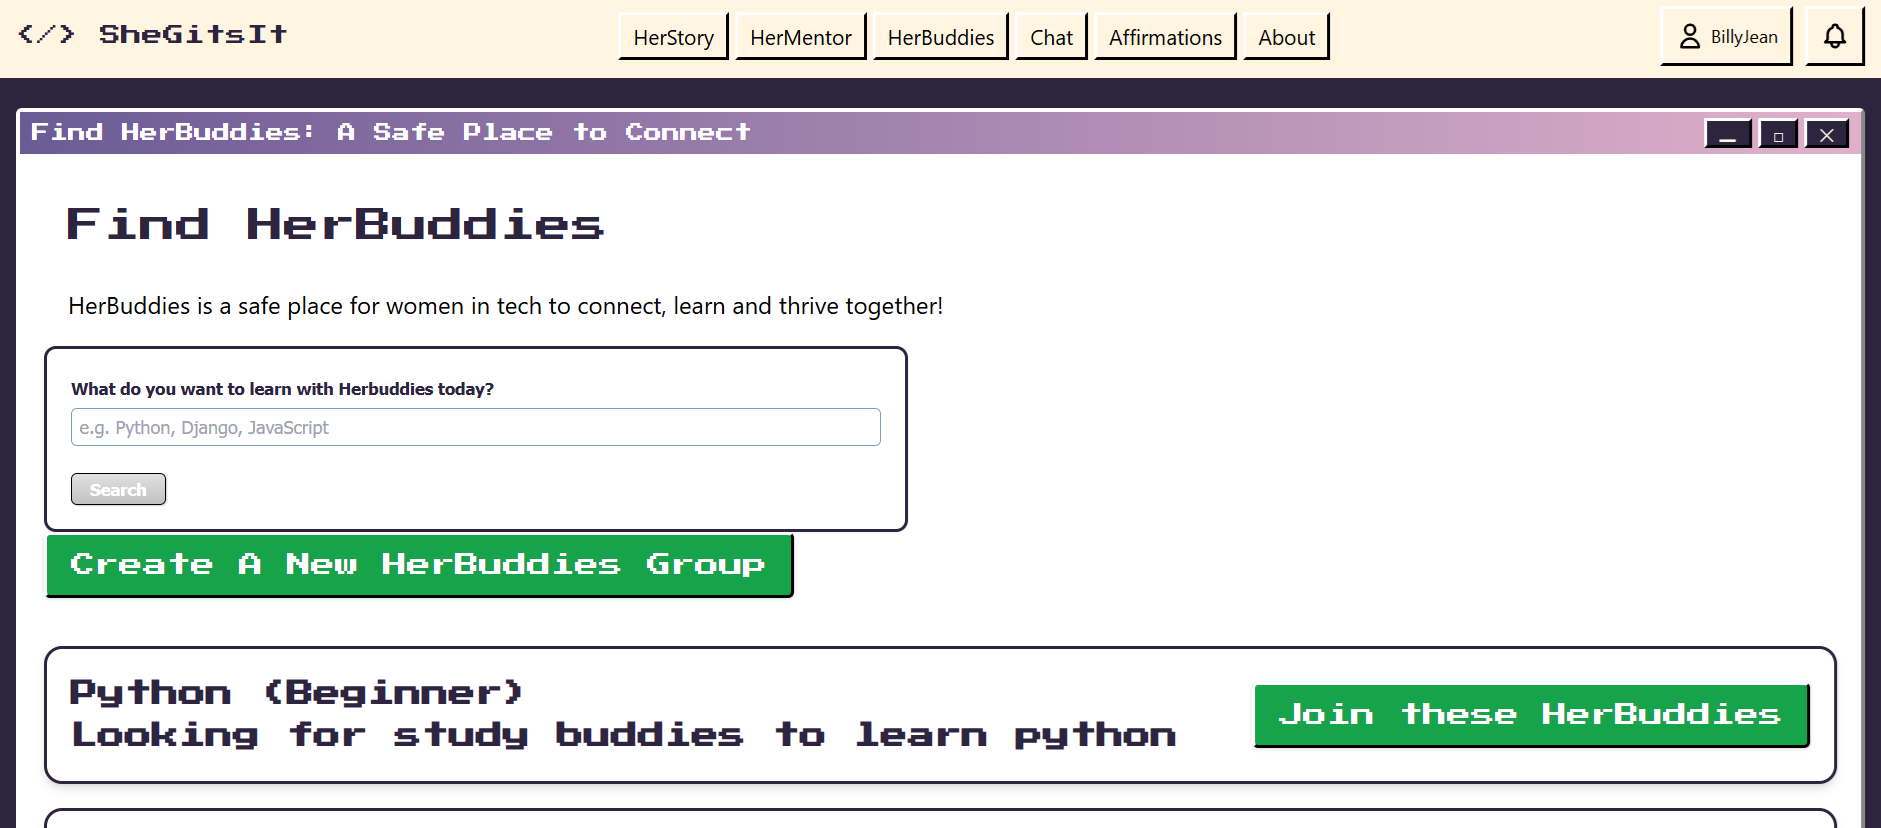 </> SheGitsIt
HerStory HerMentor HerBuddies Chat Affirmations About
BillyJean
Find HerBuddies: A Safe Place to Connect
Find HerBuddies
HerBuddies is a safe place for women in tech to connect, learn and thrive together!
What do you want to learn with Herbuddies today?
e.g. Python, Django, JavaScript
Search
Create A New HerBuddies Group
Python (Beginner)
Looking for study buddies to learn python
Join these HerBuddies